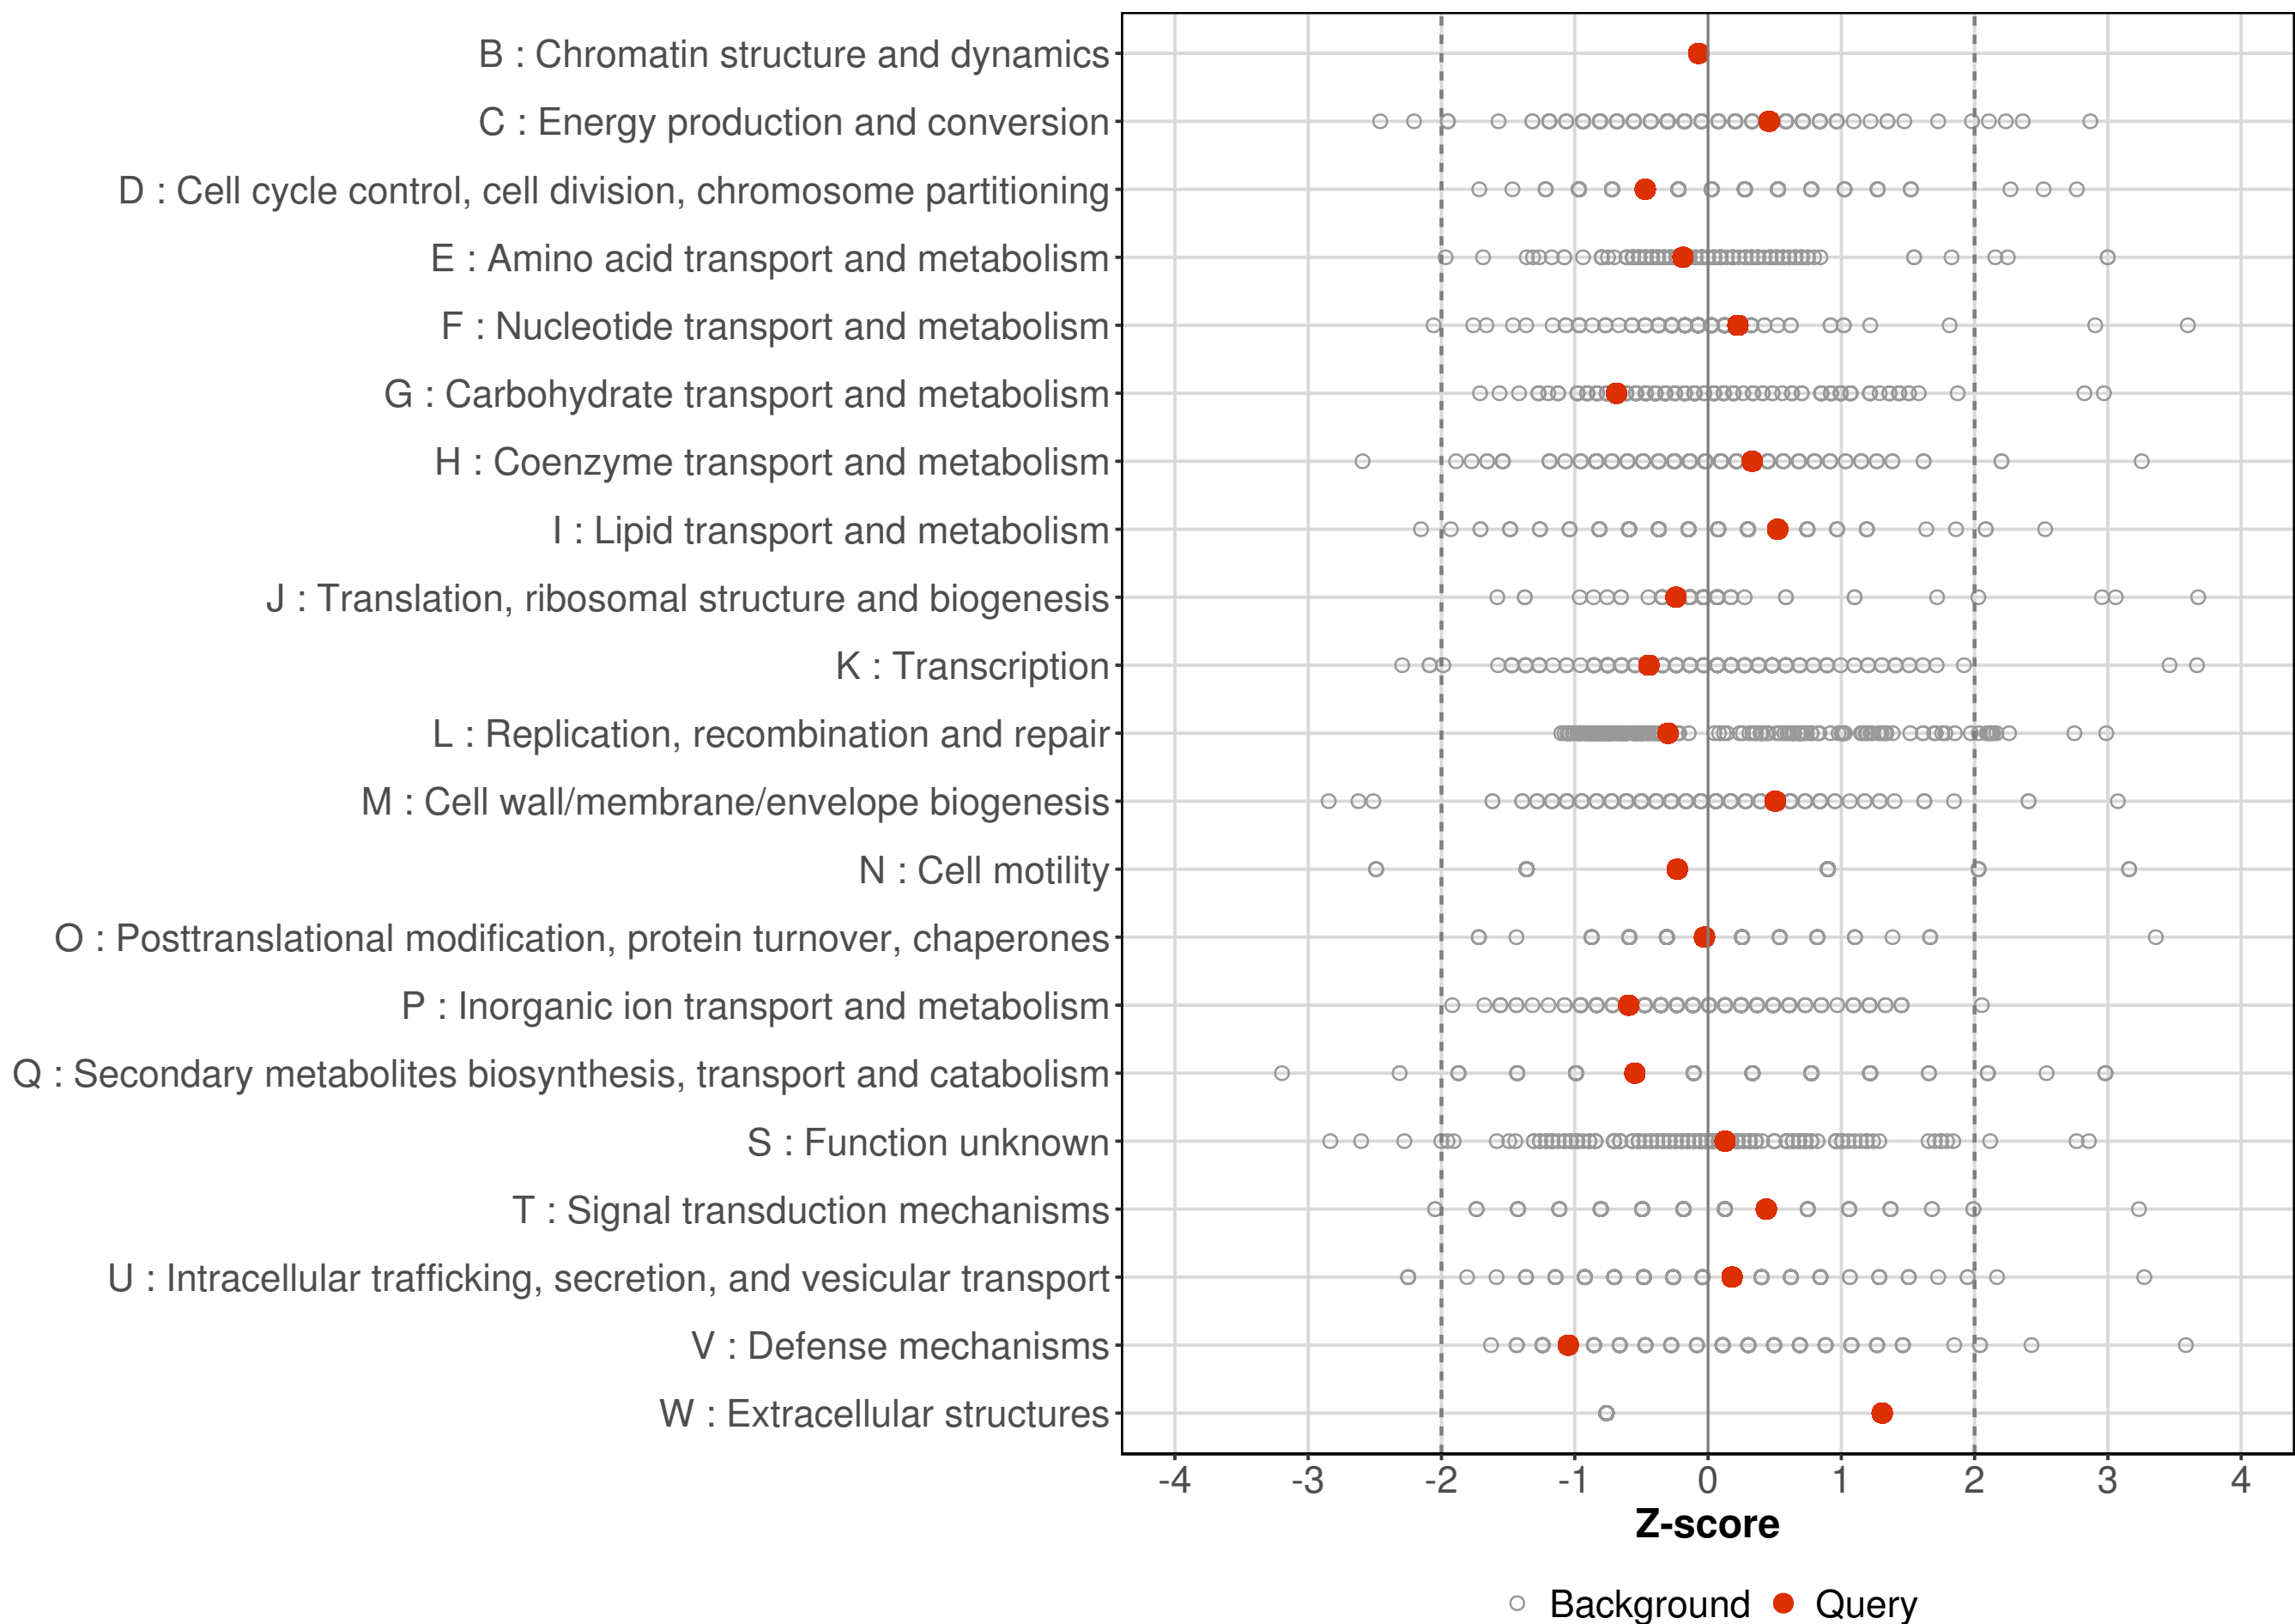 B : Chromatin structure and dynamics
C : Energy production and conversion
D : Cell cycle control, cell division, chromosome partitioning
E : Amino acid transport and metabolism
F : Nucleotide transport and metabolism
G : Carbohydrate transport and metabolism
H : Coenzyme transport and metabolism
I : Lipid transport and metabolism
J : Translation, ribosomal structure and biogenesis
K : Transcription
L : Replication, recombination and repair
M : Cell wall/membrane/envelope biogenesis
N : Cell motility
O : Posttranslational modification, protein turnover, chaperones
P : Inorganic ion transport and metabolism
Q : Secondary metabolites biosynthesis, transport and catabolism
S : Function unknown
T : Signal transduction mechanisms
U : Intracellular trafficking, secretion, and vesicular transport
V : Defense mechanisms
W : Extracellular structures
-4 -3 -2 -1 0 1 2 3 4
Z-score
Background Query